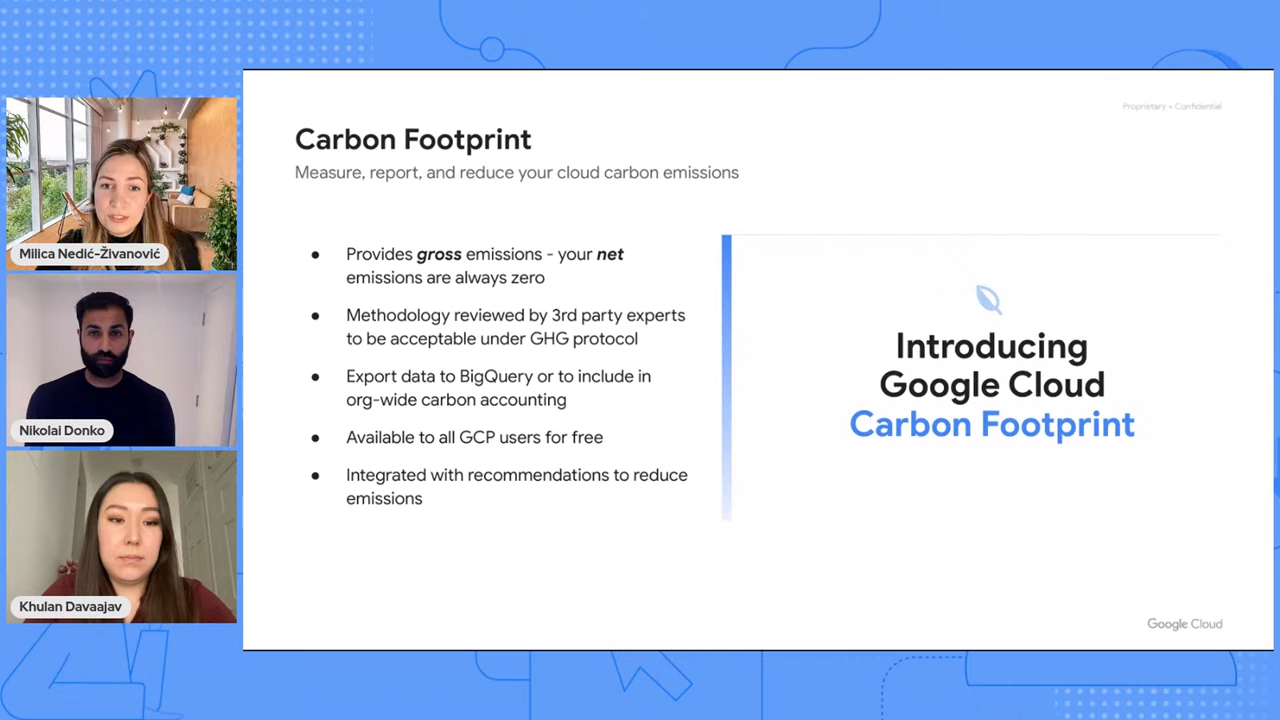 Proprietary + Confidential
Carbon Footprint
Measure, report, and reduce your cloud carbon emissions
Milica Nedić-Živanović
Nikolai Donko
Khulan Davaajav
● Provides gross emissions - your net
emissions are always zero
● Methodology reviewed by 3rd party experts
to be acceptable under GHG protocol
● Export data to BigQuery or to include in
org-wide carbon accounting
● Available to all GCP users for free
● Integrated with recommendations to reduce
emissions
Introducing
Google Cloud
Carbon Footprint
Google Cloud